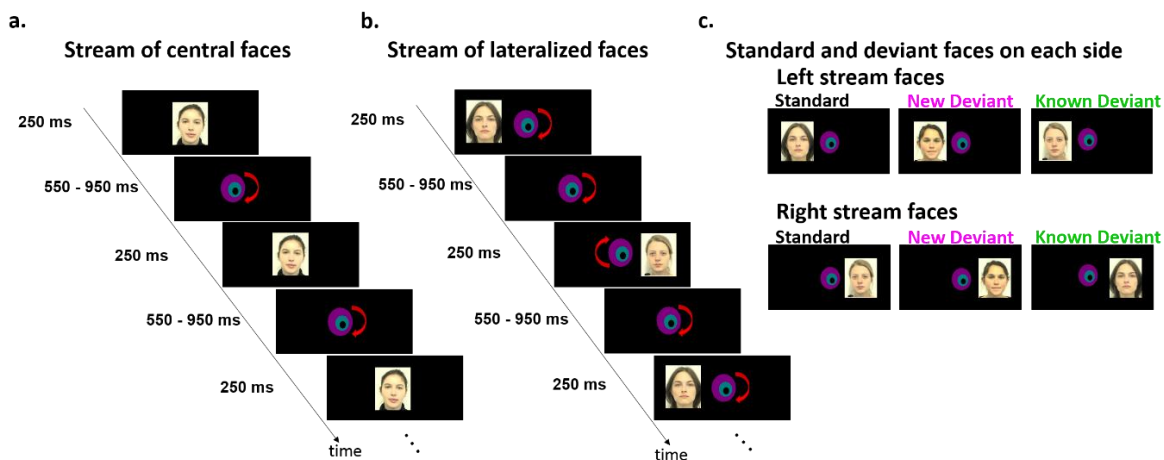 a.
Stream of central faces
250 ms
550 - 950 ms
250 ms
550 - 950 ms
250 ms
time
b.
Stream of lateralized faces
250 ms
550 - 950 ms
250 ms
550 - 950 ms
250 ms
time
c.
Standard and deviant faces on each side
Left stream faces
Standard New Deviant Known Deviant
Right stream faces
Standard New Deviant Known Deviant